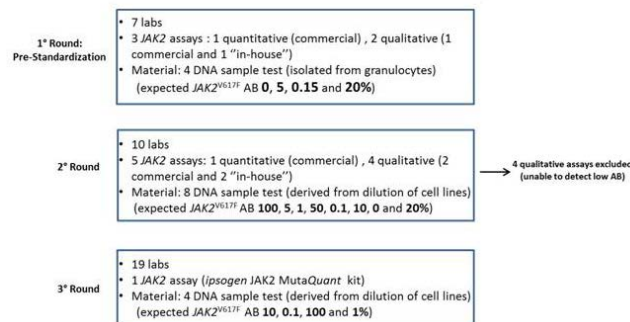 1° Round:
Pre-Standardization
• 7 labs
• 3 JAK2 assays : 1 quantitative (commercial) , 2 qualitative (1
commercial and 1 ‘‘in-house’’)
• Material: 4 DNA sample test (isolated from granulocytes)
(expected JAK2V617F AB 0, 5, 0.15 and 20%)
2° Round
• 10 labs
• 5 JAK2 assays: 1 quantitative (commercial) , 4 qualitative (2
commercial and 2 ‘‘in-house’’)
• Material: 8 DNA sample test (derived from dilution of cell lines)
(expected JAK2V617F AB 100, 5, 1, 50, 0.1, 10, 0 and 20%)
4 qualitative assays excluded
(unable to detect low AB)
3° Round
• 19 labs
• 1 JAK2 assay (ipsogen JAK2 MutaQuant kit)
• Material: 4 DNA sample test (derived from dilution of cell lines)
(expected JAK2V617F AB 10, 0.1, 100 and 1%)